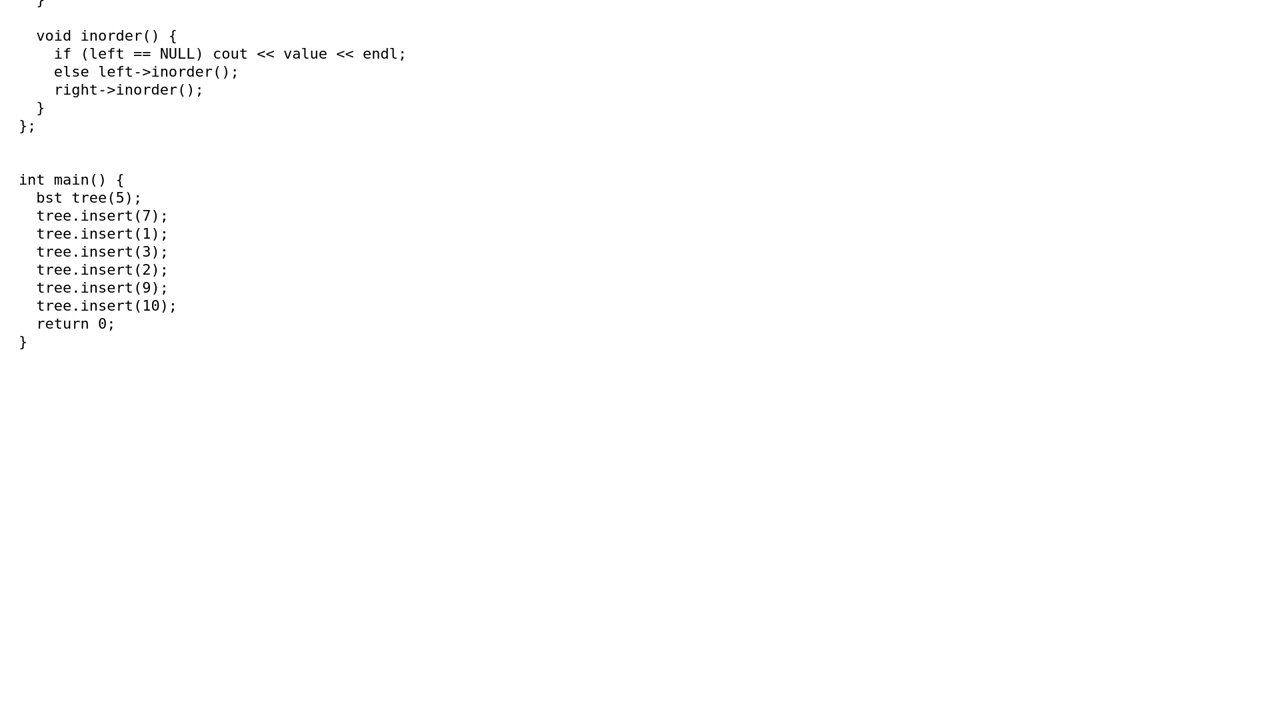 }
void inorder() {
if (left == NULL) cout << value << endl;
else left->inorder();
right->inorder();
}
};
int main() {
bst tree(5);
tree.insert(7);
tree.insert(1);
tree.insert(3);
tree.insert(2);
tree.insert(9);
tree.insert(10);
return 0;
}